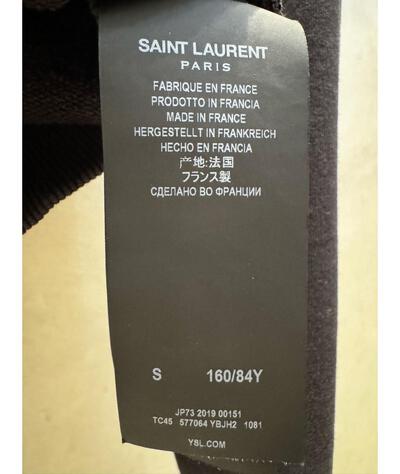 SAINT LAURENT
PARIS
FABRIQUE EN FRANCE
PRODOTTO IN FRANCIA
MADE IN FRANCE
HERGESTELLT IN FRANKREICH
HECHO EN FRANCIA
产地:法国
フランス製
СДЕЛАНО ВО ФРАНЦИИ
S 160/84Y
JP73 2019 00151
TC45 577064 YBJH2 1081
YSL.COM